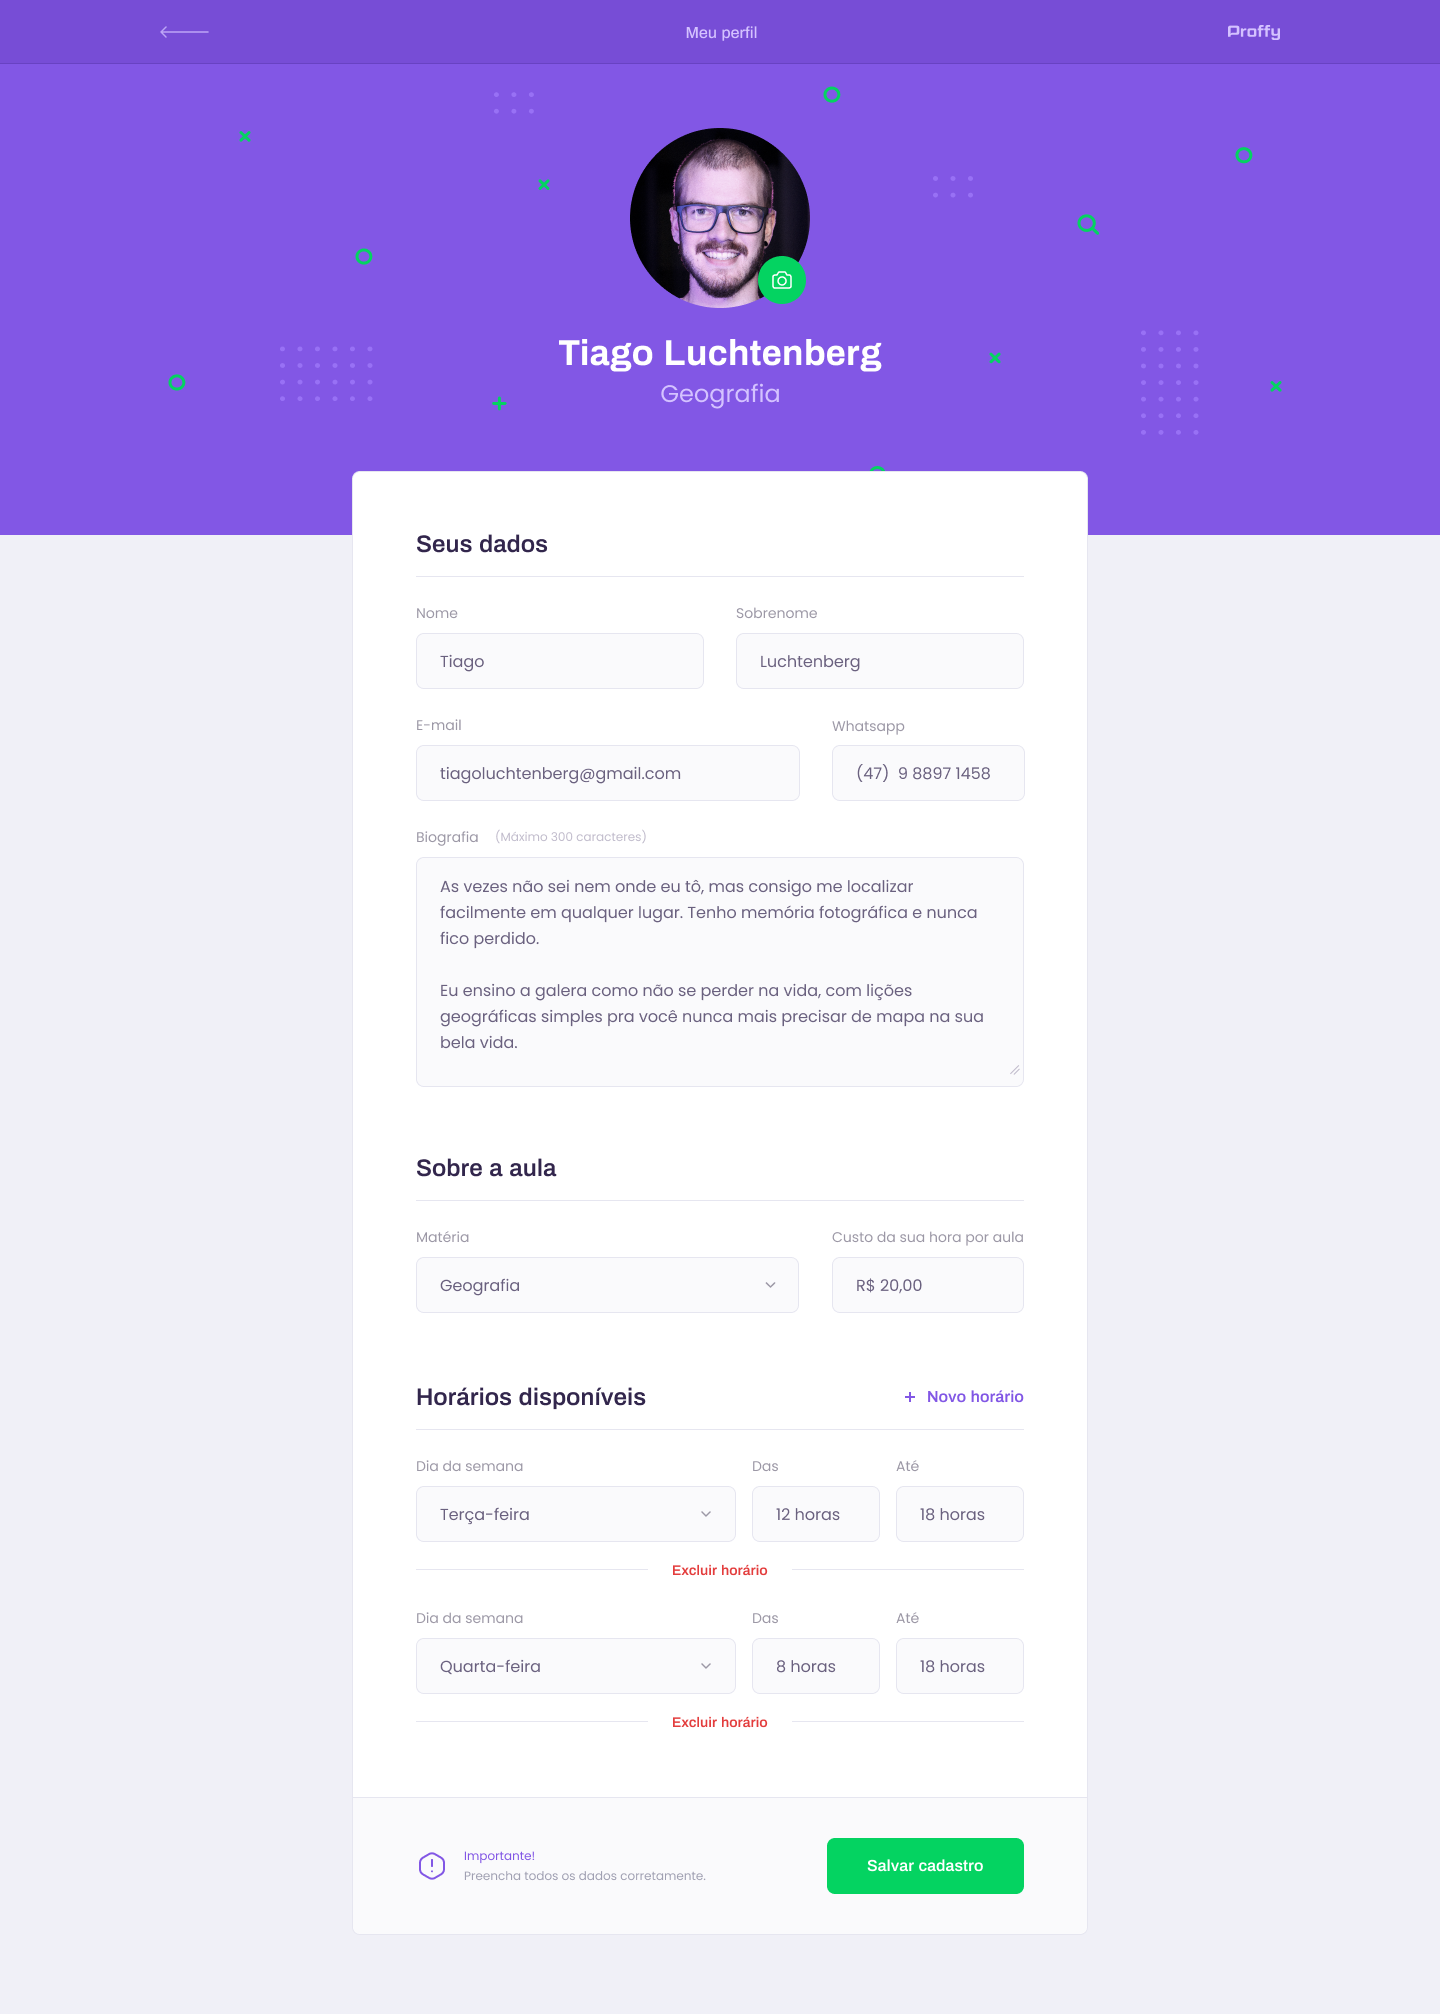 Meu perfil
Proffy
Tiago Luchtenberg
Geografia
Seus dados
Nome
Sobrenome
Tiago
Luchtenberg
E-mail
Whatsapp
tiagoluchtenberg@gmail.com
(47)  9 8897 1458
Biografia (Máximo 300 caracteres)
As vezes não sei nem onde eu tô, mas consigo me localizar
facilmente em qualquer lugar. Tenho memória fotográfica e nunca
fico perdido.
Eu ensino a galera como não se perder na vida, com lições
geográficas simples pra você nunca mais precisar de mapa na sua
bela vida.
Sobre a aula
Matéria
Custo da sua hora por aula
Geografia
R$ 20,00
Horários disponíveis
+ Novo horário
Dia da semana
Das
Até
Terça-feira
12 horas
18 horas
Excluir horário
Dia da semana
Das
Até
Quarta-feira
8 horas
18 horas
Excluir horário
Importante!
Preencha todos os dados corretamente.
Salvar cadastro